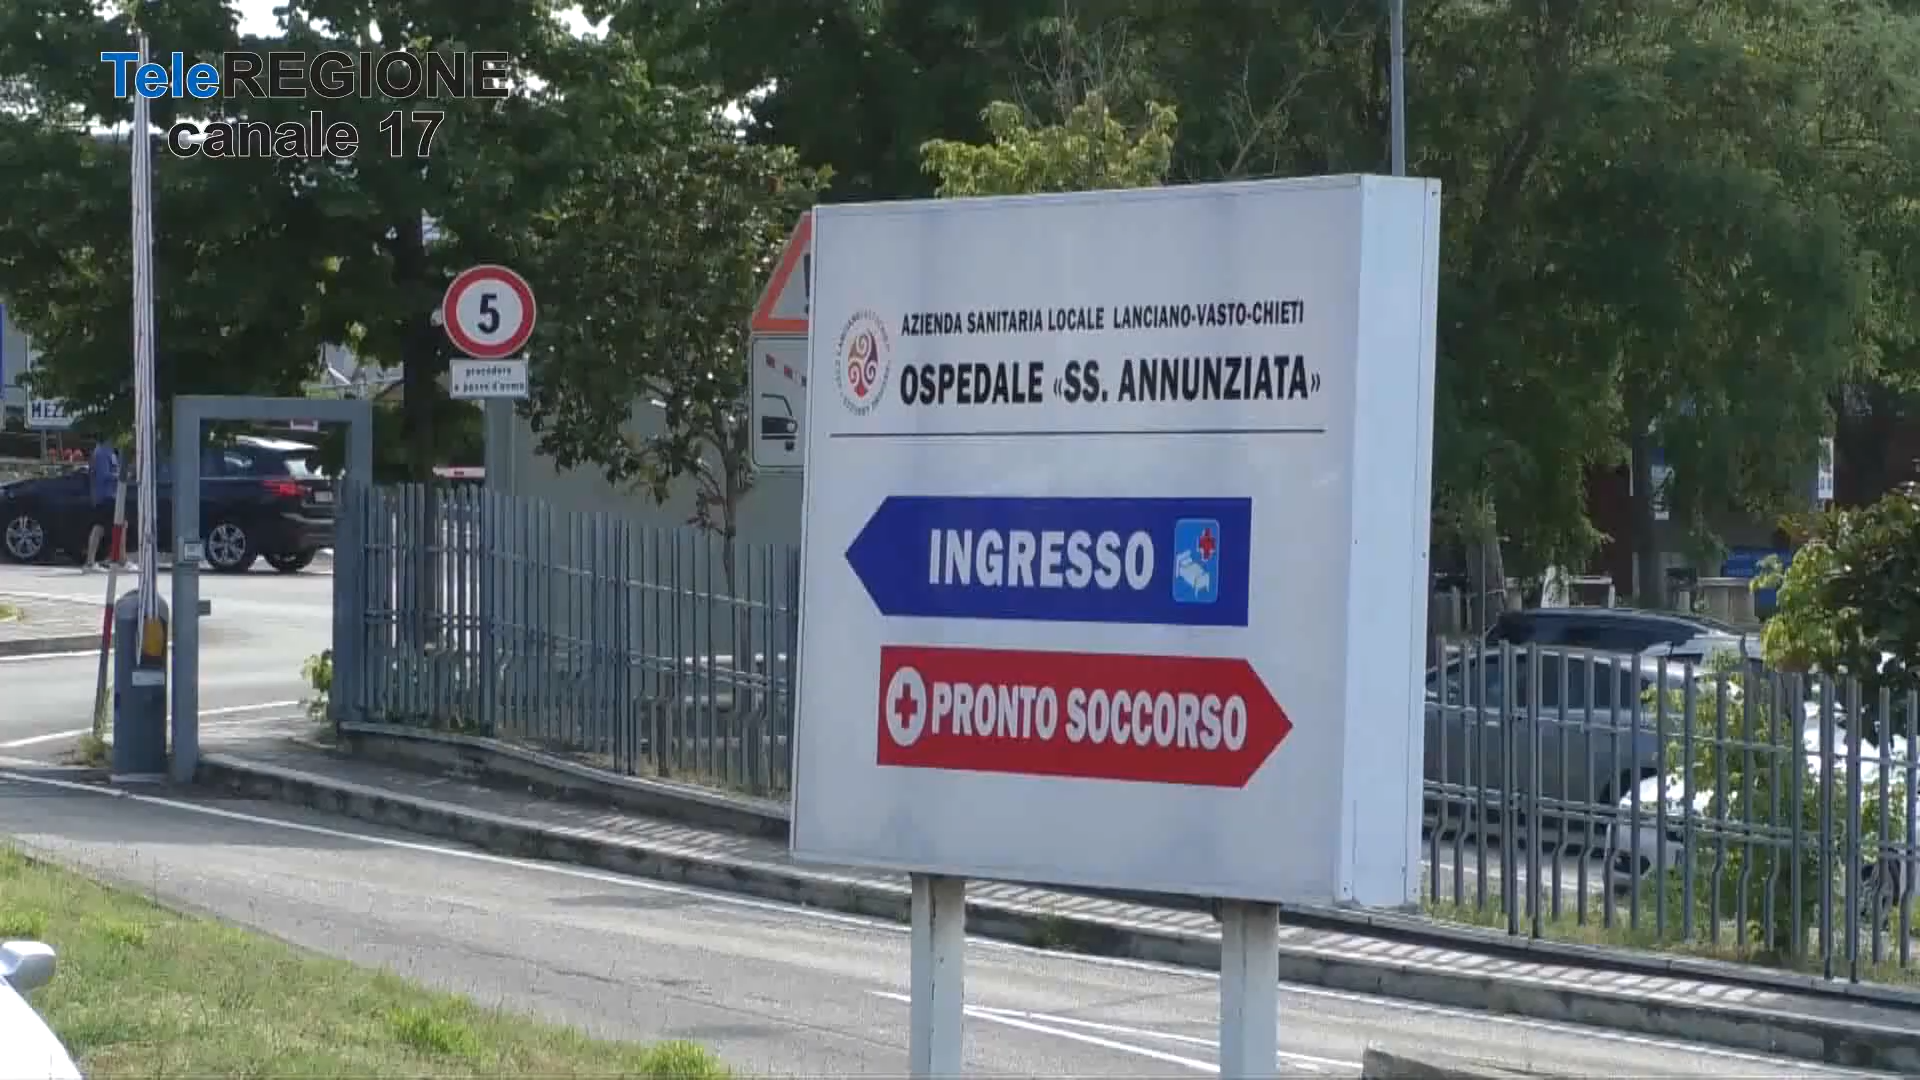 TeleREGIONE
canale 17
5
procedere
a passo d'uomo
MEZZ
AZIENDA SANITARIA LOCALE LANCIANO-VASTO-CHIETI
OSPEDALE «SS. ANNUNZIATA»
INGRESSO
PRONTO SOCCORSO